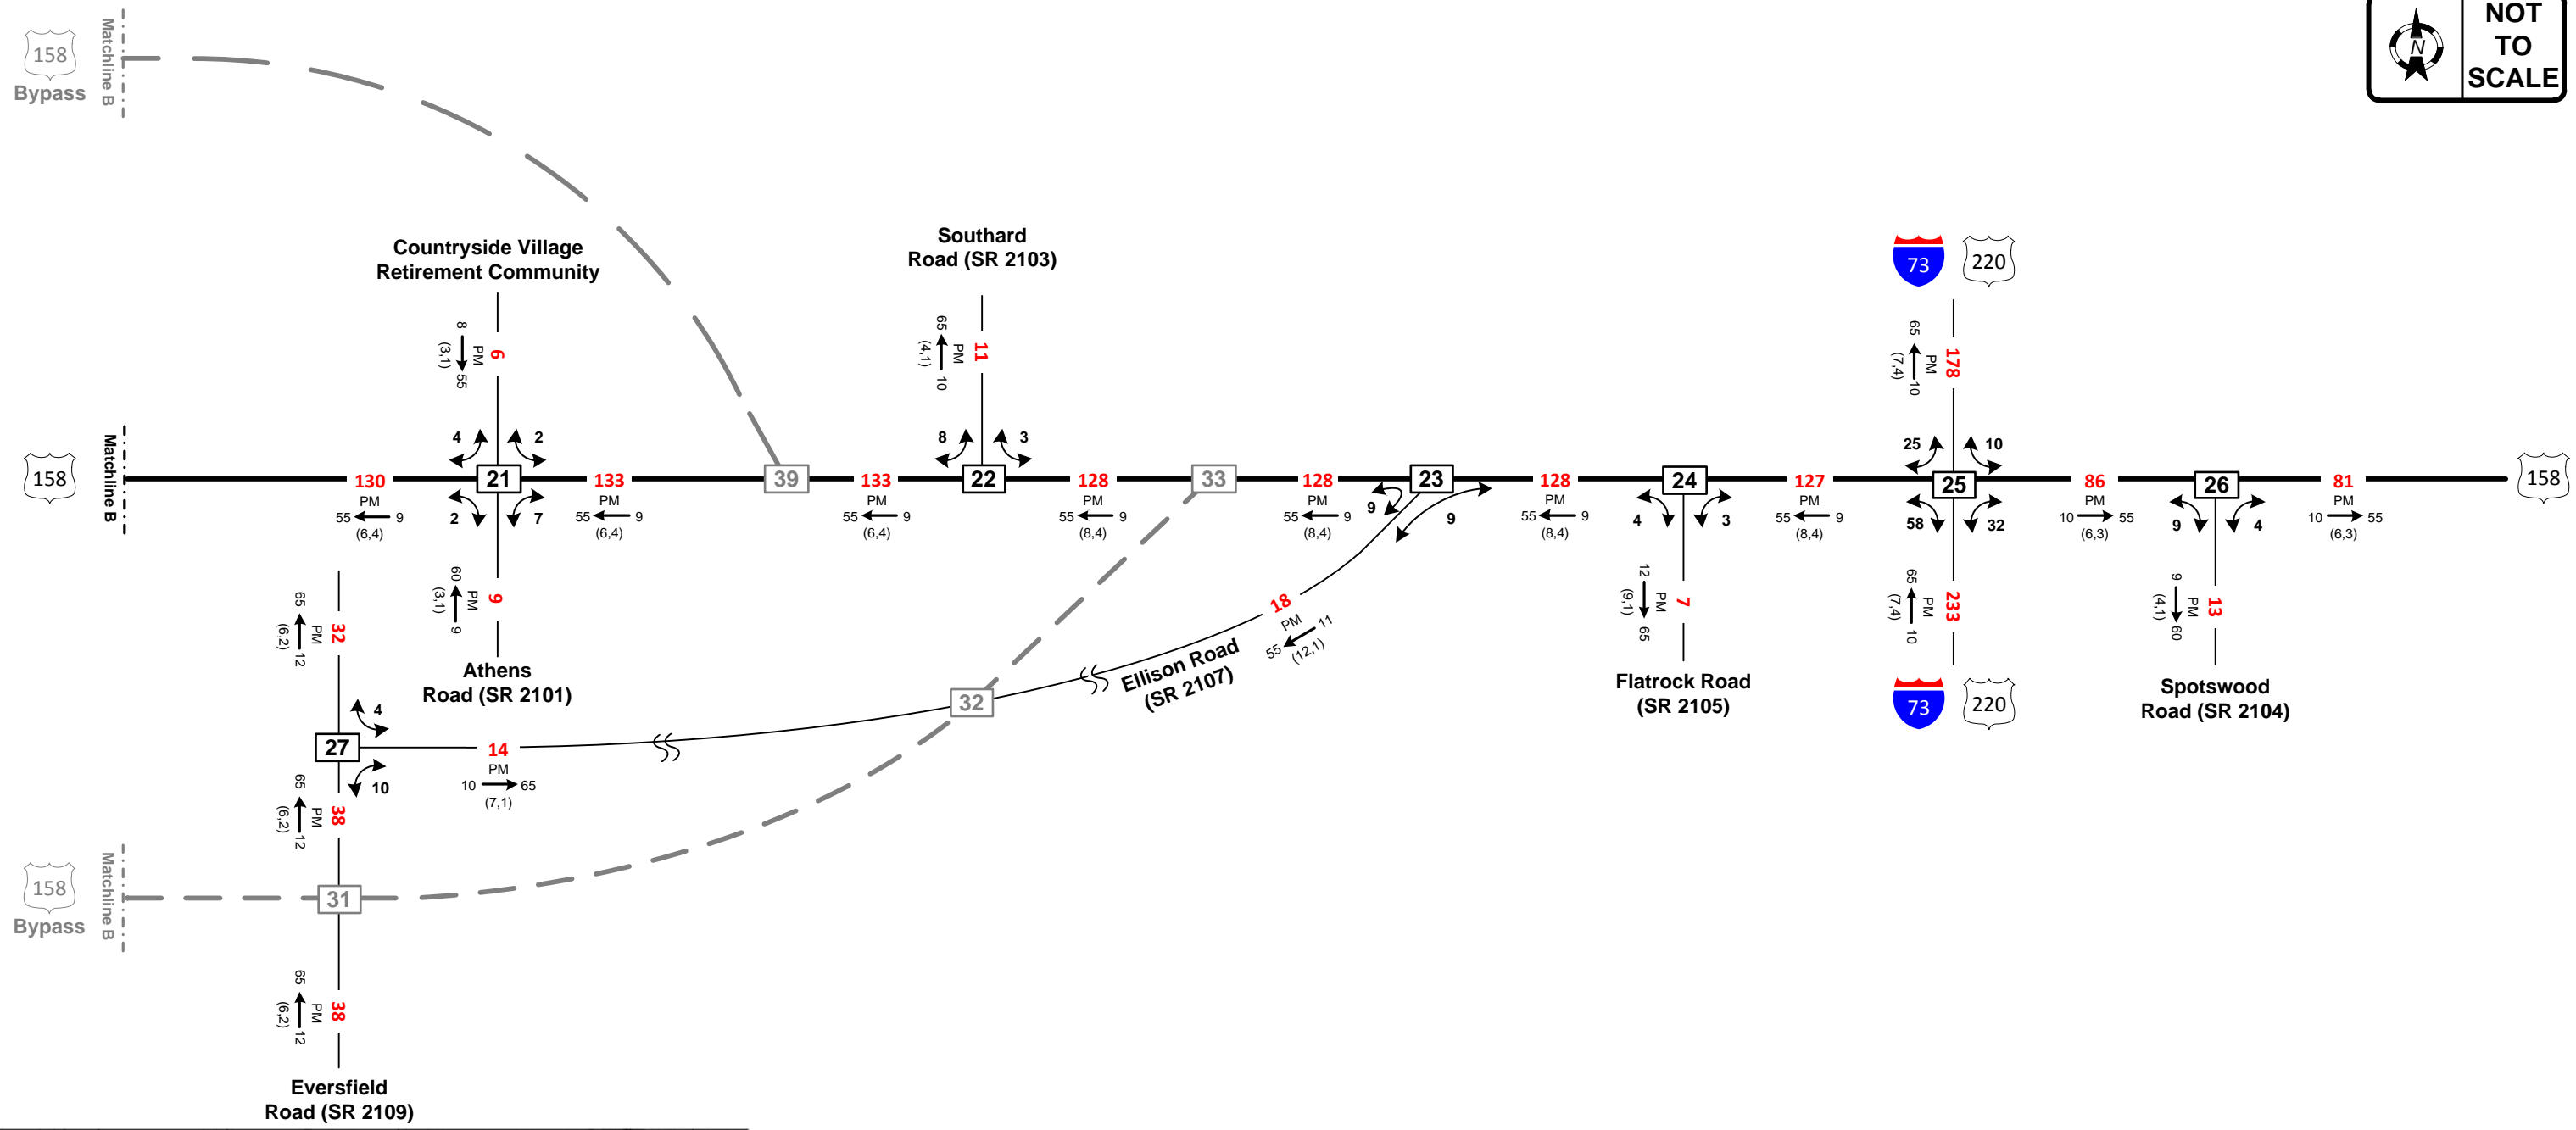 NOT
TO
SCALE
N
158
Bypass
Matchline B
Countryside Village
Retirement Community
8 55
PM
(3,1)
6
Southard
Road (SR 2103)
65 10
PM
(4,1)
11
73 220
65 10
PM
(7,4)
178
158
Matchline B
130
PM
55 9
(6,4)
4 2
21
2 7
133
PM
55 9
(6,4)
39
133
PM
55 9
(6,4)
8 3
22
128
PM
55 9
(8,4)
33
128
PM
55 9
(8,4)
23
9 9
128
PM
55 9
(8,4)
24
4 3
127
PM
55 9
(8,4)
25 10
25
58 32
86
PM
10 55
(6,3)
26
9 4
81
PM
10 55
(6,3)
158
60 9
PM
(3,1)
9
Athens
Road (SR 2101)
18
PM
55 11
(12,1)
Ellison Road
(SR 2107)
12 65
PM
(9,1)
7
Flatrock Road
(SR 2105)
65 10
PM
(7,4)
233
73 220
9 60
PM
(4,1)
13
Spotswood
Road (SR 2104)
65 12
PM
(6,2)
32
4
27
10
14
PM
10 65
(7,1)
32
65 12
PM
(6,2)
38
158
Bypass
Matchline B
31
65 12
PM
(6,2)
38
Eversfield
Road (SR 2109)